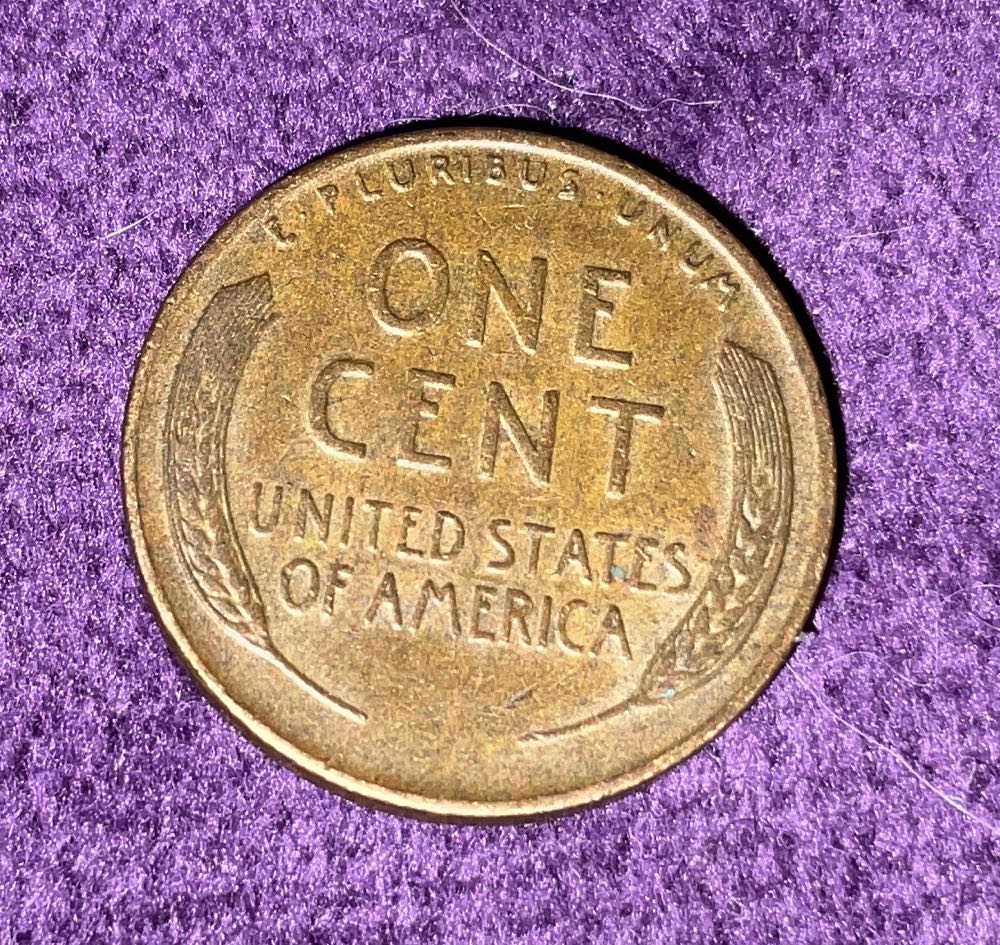 E · PLURIBUS · UNUM
ONE
CENT
UNITED STATES
OF AMERICA